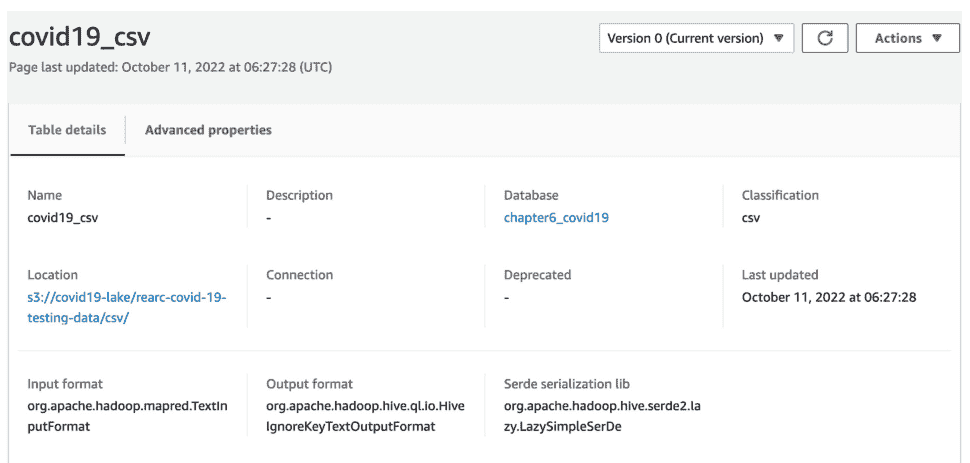 covid19_csv
Version 0 (Current version)
Actions
Page last updated: October 11, 2022 at 06:27:28 (UTC)
Table details
Advanced properties
Name
Description
Database
Classification
covid19_csv
-
chapter6_covid19
csv
Location
Connection
Deprecated
Last updated
s3://covid19-lake/rearc-covid-19-
-
-
October 11, 2022 at 06:27:28
testing-data/csv/
Input format
Output format
Serde serialization lib
org.apache.hadoop.mapred.TextIn
org.apache.hadoop.hive.ql.io.Hive
org.apache.hadoop.hive.serde2.la
putFormat
IgnoreKeyTextOutputFormat
zy.LazySimpleSerDe